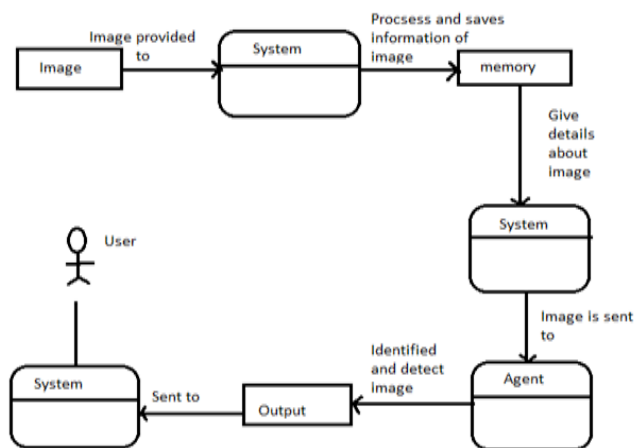 Image
Image provided
to
System
Procsess and saves
information of
image
memory
Give
details
about
image
System
Image is sent
to
Agent
Identified
and detect
image
Output
Sent to
System
User